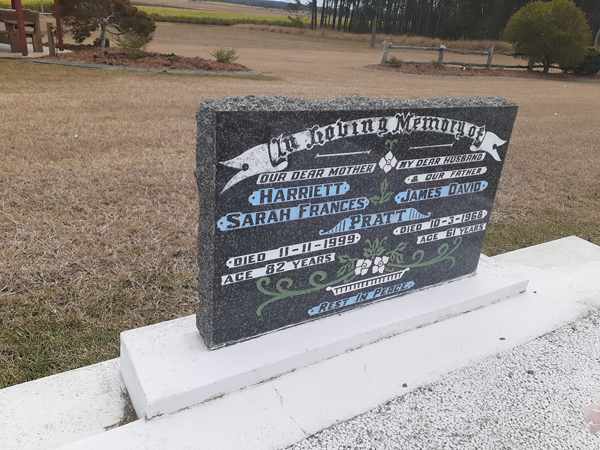 In Loving Memory of
OUR DEAR MOTHER
HARRIETT
SARAH FRANCES
MY DEAR HUSBAND
& OUR FATHER
JAMES DAVID
PRATT
DIED 11-11-1999
AGE 82 YEARS
DIED 10-3-1968
AGE 61 YEARS
REST IN PEACE.